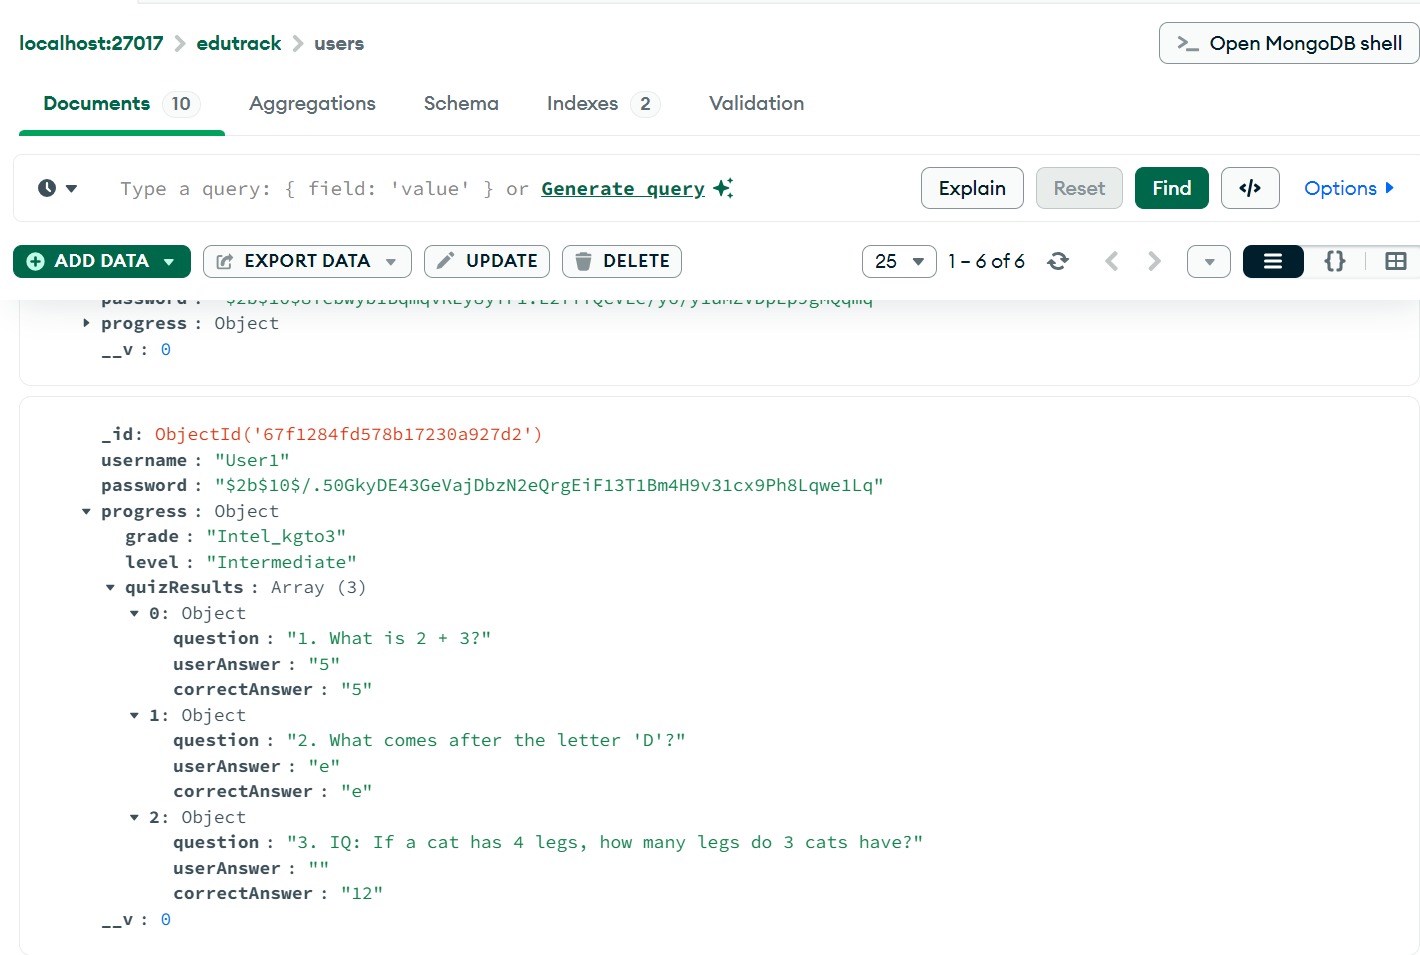 localhost:27017 > edutrack > users
>_ Open MongoDB shell
Documents 10 Aggregations Schema Indexes 2 Validation
Type a query: { field: 'value' } or Generate query
Explain Reset Find </> Options
ADD DATA EXPORT DATA UPDATE DELETE 25 1 – 6 of 6 {}
password :
progress : Object
__v : 0
_id: ObjectId('67f1284fd578b17230a927d2')
username : "User1"
password : "$2b$10$/.50GkyDE43GeVajDbzN2eQrgEiF13T1Bm4H9v31cx9Ph8Lqwe1Lq"
progress : Object
grade : "Intel_kgto3"
level : "Intermediate"
quizResults : Array (3)
0: Object
question : "1. What is 2 + 3?"
userAnswer : "5"
correctAnswer : "5"
1: Object
question : "2. What comes after the letter 'D'?"
userAnswer : "e"
correctAnswer : "e"
2: Object
question : "3. IQ: If a cat has 4 legs, how many legs do 3 cats have?"
userAnswer : ""
correctAnswer : "12"
__v : 0